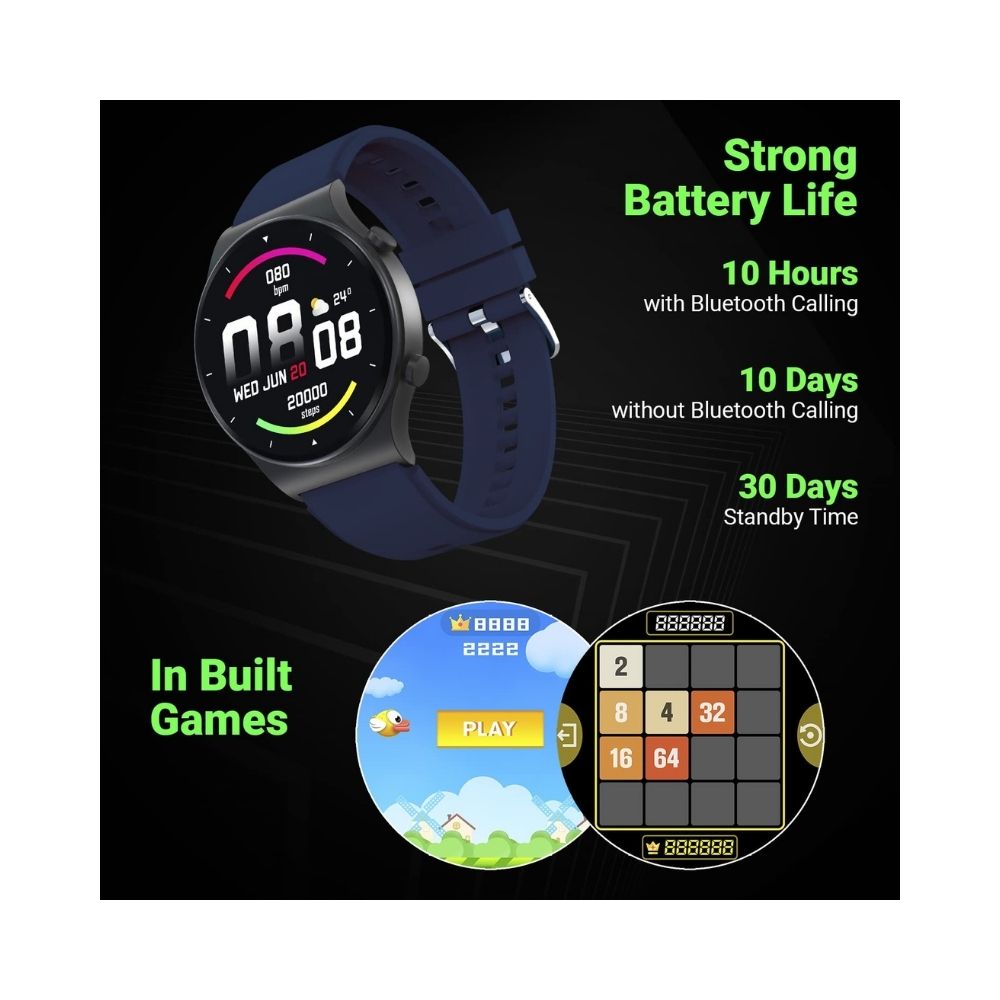 Strong
Battery Life
10 Hours
with Bluetooth Calling
10 Days
without Bluetooth Calling
30 Days
Standby Time
080
bpm
24°
08
08
WED JUN 20
20000
steps
In Built
Games
8888
2222
PLAY
888888
2
8 4 32
16 64
888888